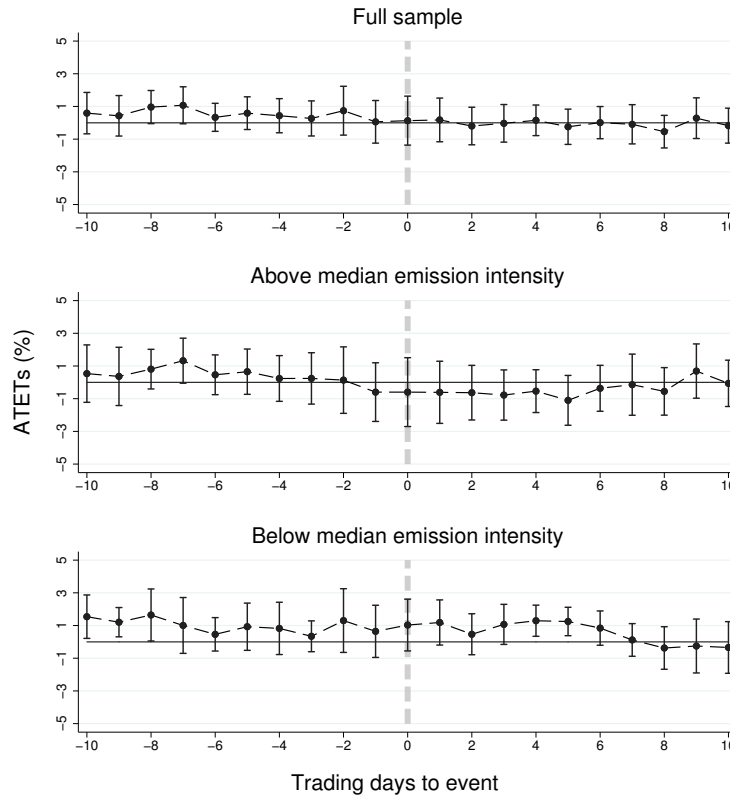 Full sample
5
3
1
−1
−3
−5
−10 −8 −6 −4 −2 0 2 4 6 8 10
Above median emission intensity
5
3
1
−1
−3
−5
−10 −8 −6 −4 −2 0 2 4 6 8 10
ATETs (%)
Below median emission intensity
5
3
1
−1
−3
−5
−10 −8 −6 −4 −2 0 2 4 6 8 10
Trading days to event